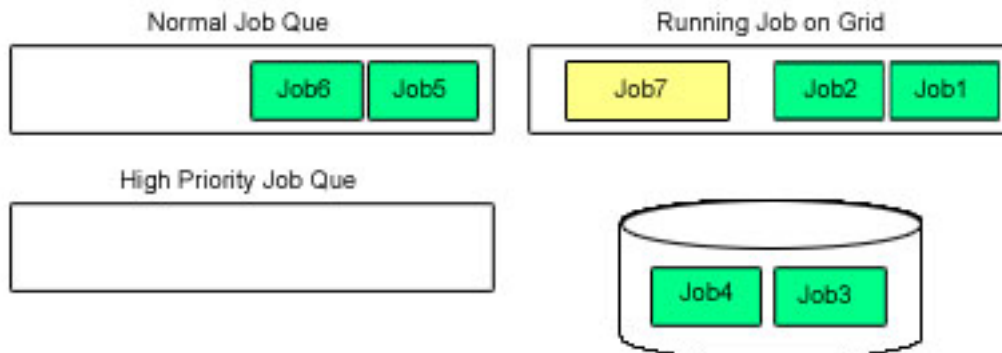 Normal Job Que
Running Job on Grid
Job6 Job5
Job7 Job2 Job1
High Priority Job Que
Job4 Job3